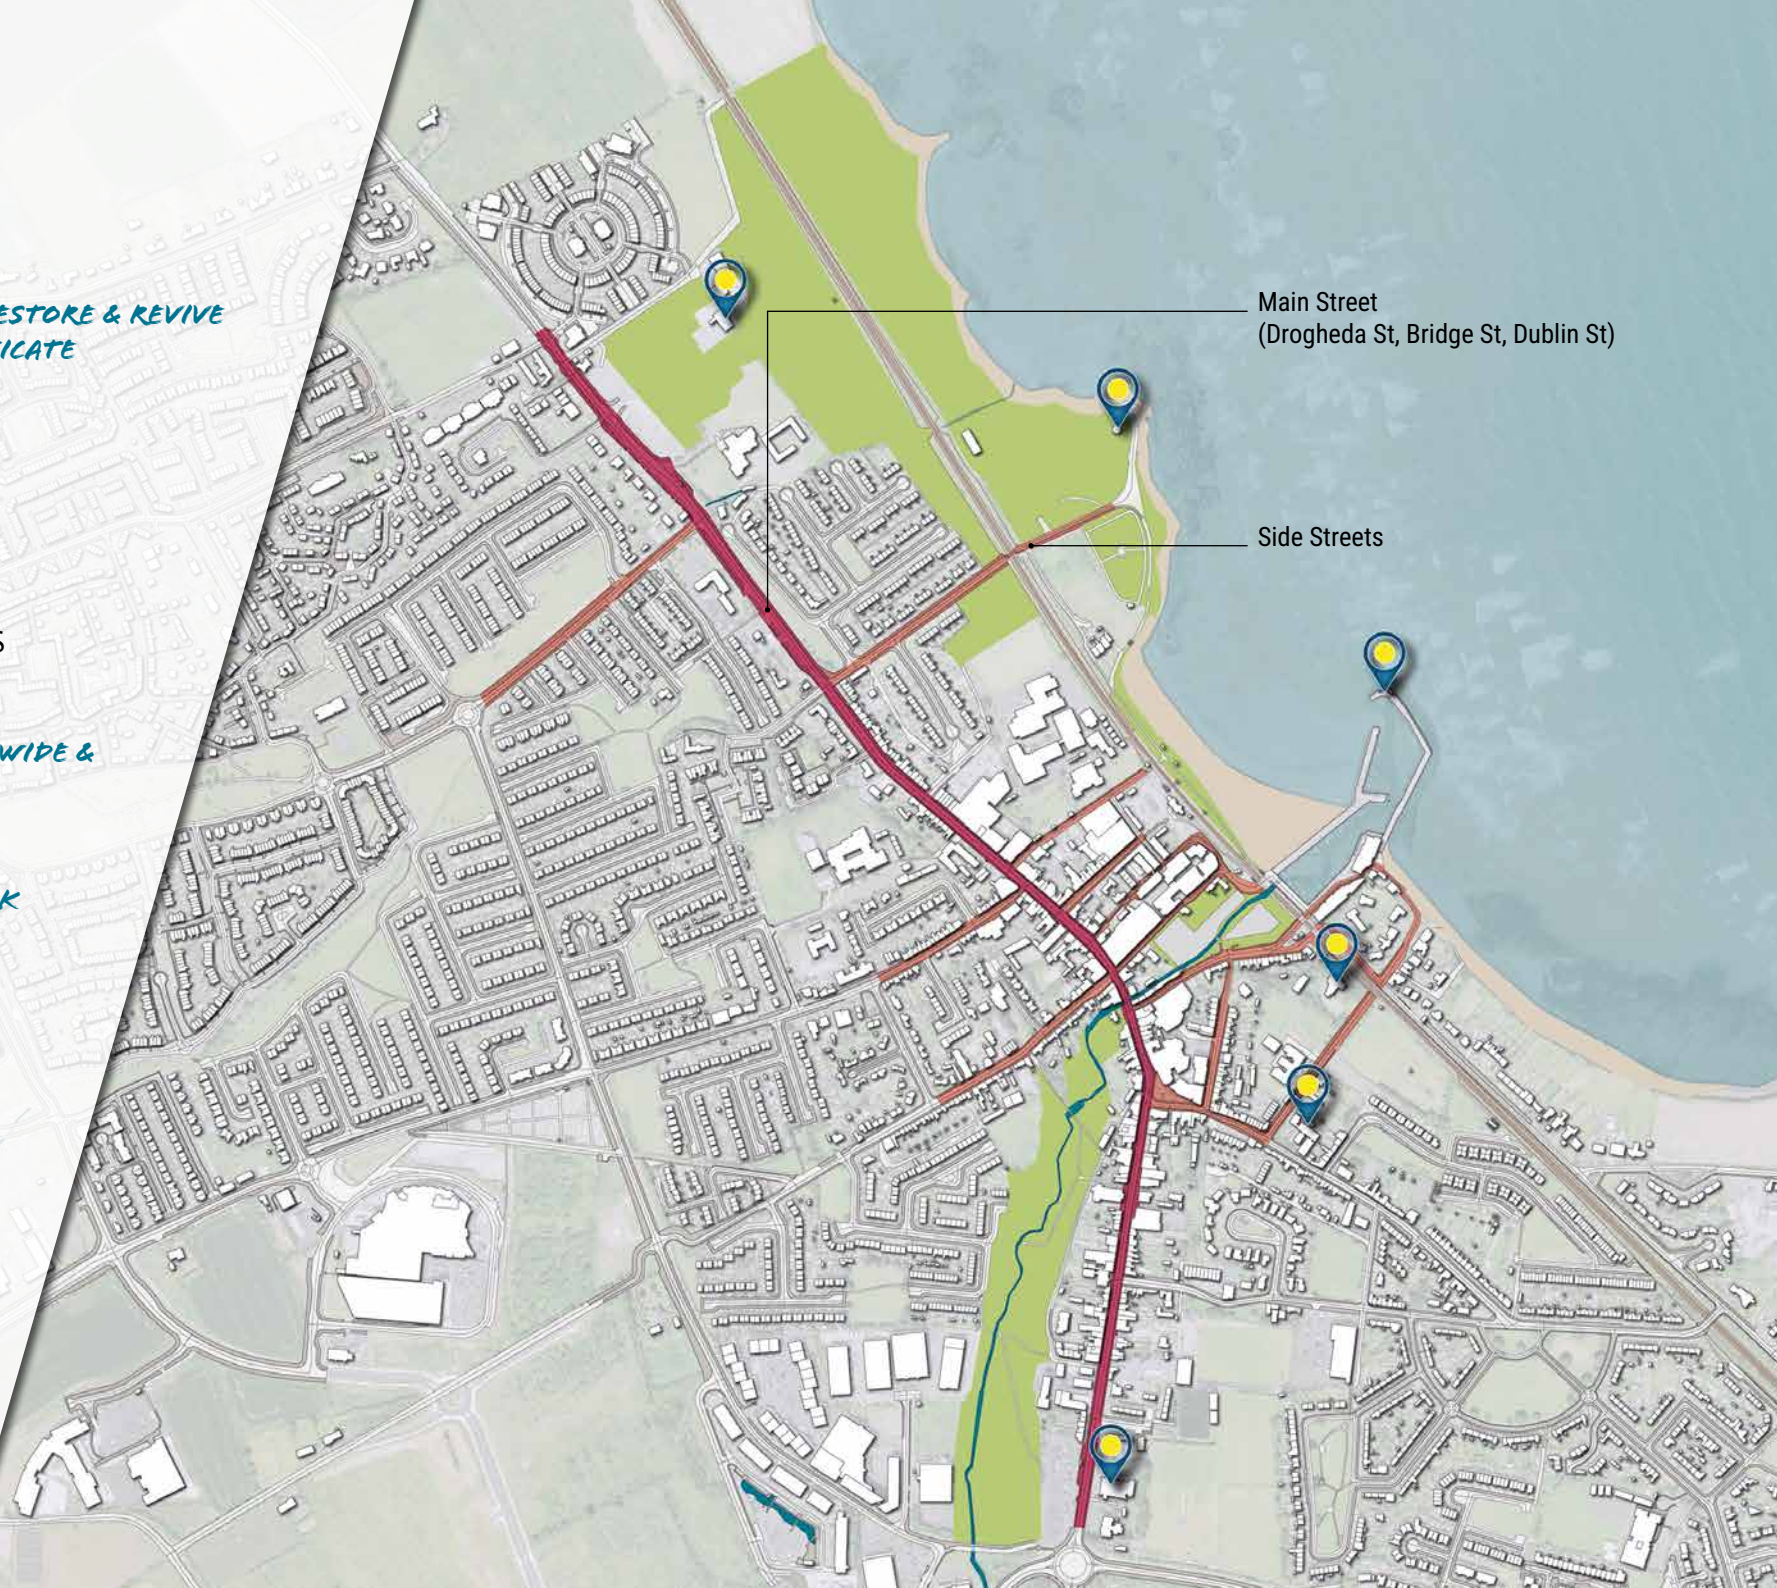 ESTORE & REVIVE
ICATE
S
WIDE &
K
Main Street
(Drogheda St, Bridge St, Dublin St)
Side Streets